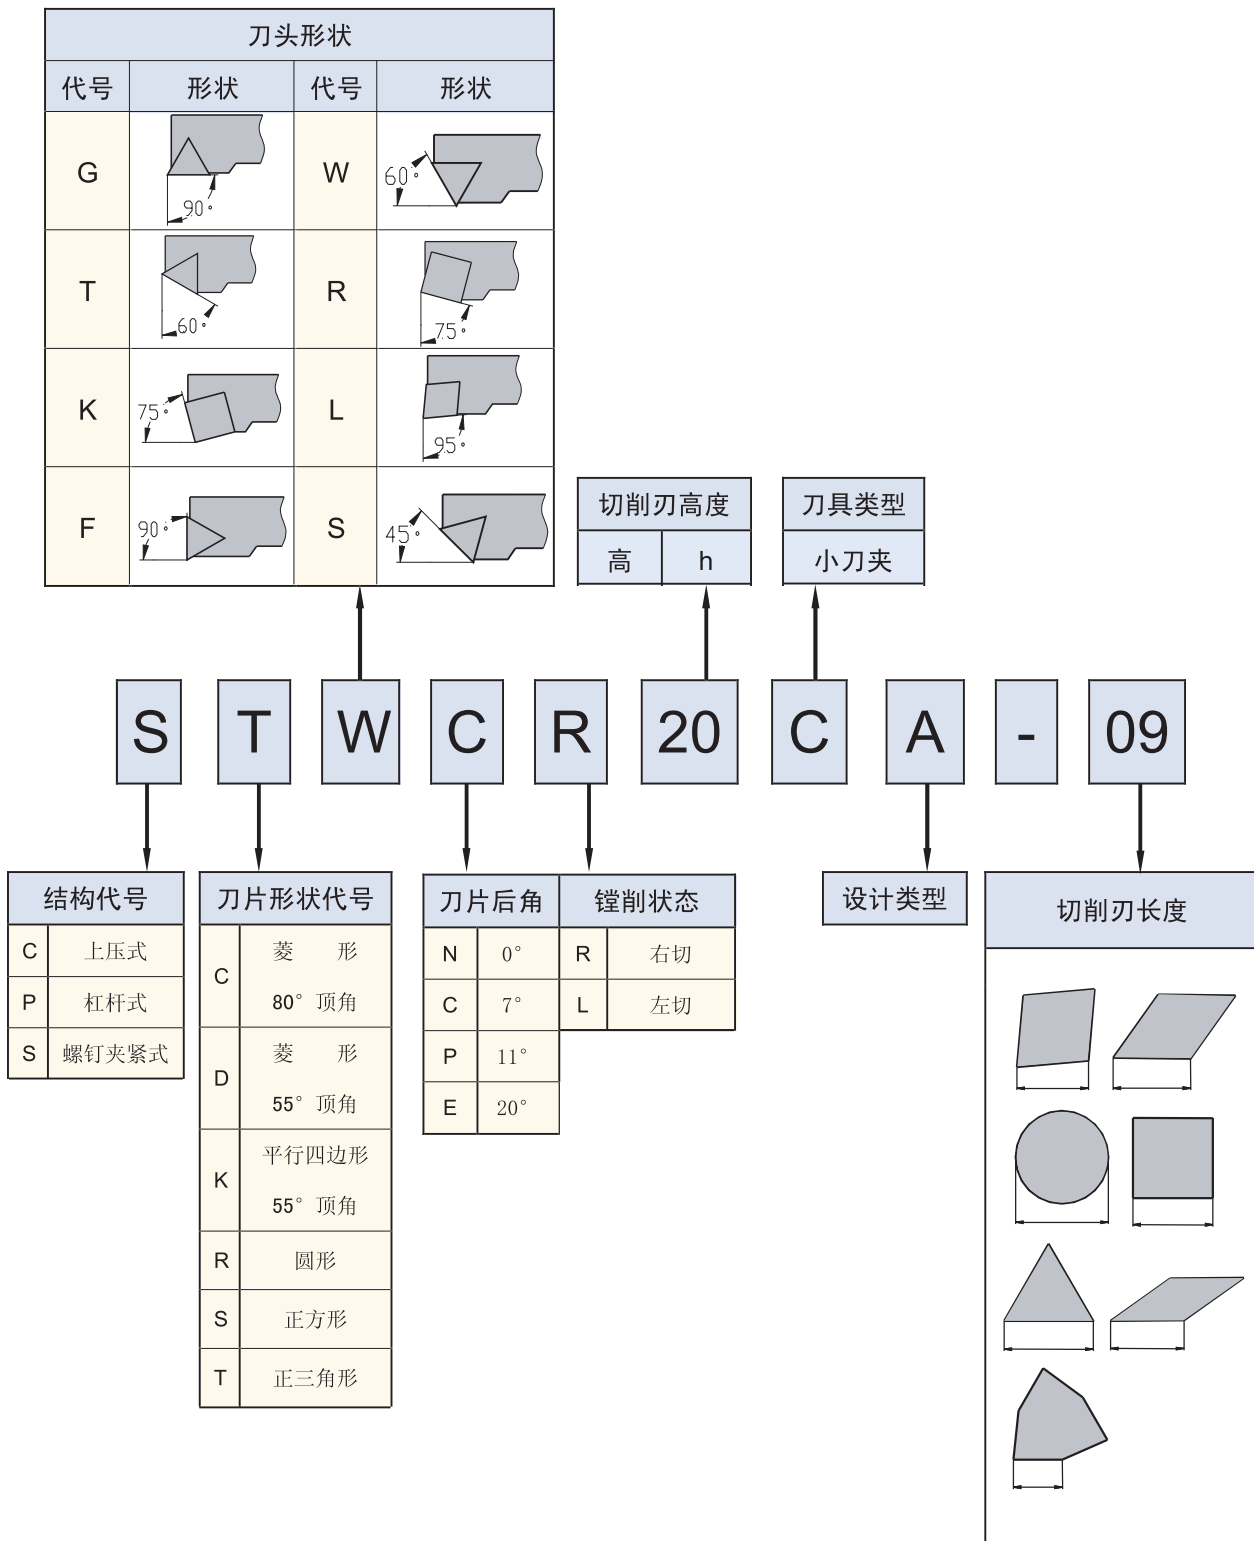 刀头形状
代号 形状 代号 形状
G 90° W 60°
T 60° R 75°
K 75° L 95°
F 90° S 45°
切削刃高度
高 h
刀具类型
小刀夹
S T W C R 20 C A - 09
结构代号
C 上压式
P 杠杆式
S 螺钉夹紧式
刀片形状代号
C 菱 形
80° 顶角
D 菱 形
55° 顶角
K 平行四边形
55° 顶角
R 圆形
S 正方形
T 正三角形
刀片后角
N 0°
C 7°
P 11°
E 20°
镗削状态
R 右切
L 左切
设计类型
切削刃长度